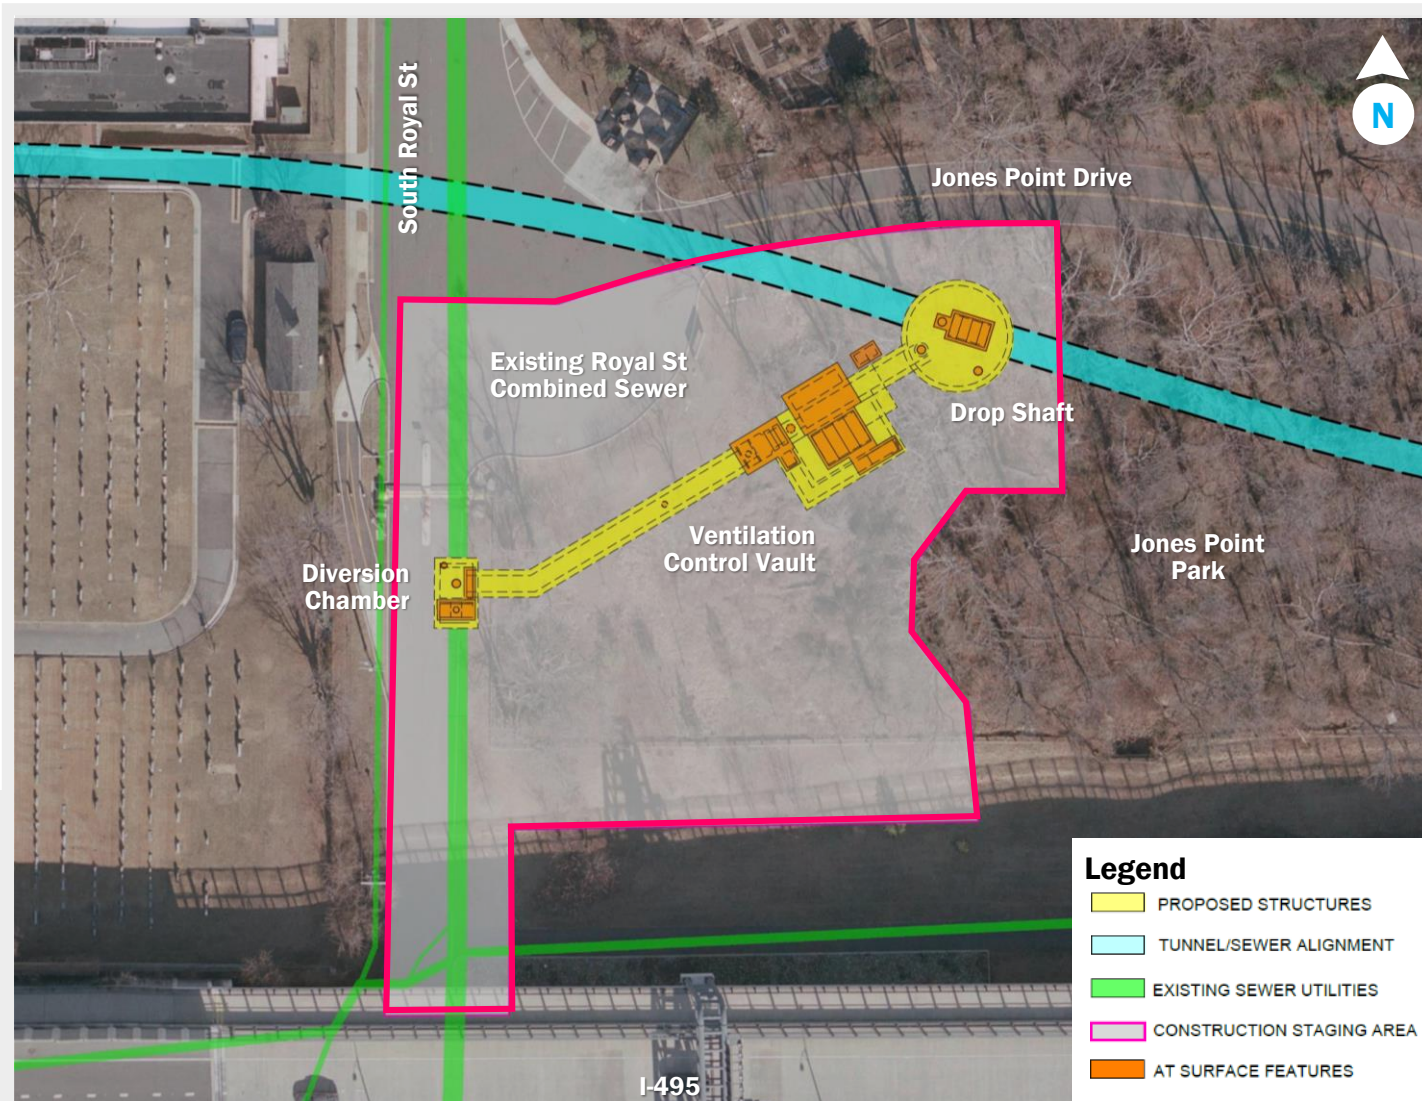 South Royal St
N
Jones Point Drive
Existing Royal St
Combined Sewer
Drop Shaft
Ventilation
Control Vault
Jones Point
Park
Diversion
Chamber
I-495
Legend
PROPOSED STRUCTURES
TUNNEL/SEWER ALIGNMENT
EXISTING SEWER UTILITIES
CONSTRUCTION STAGING AREA
AT SURFACE FEATURES